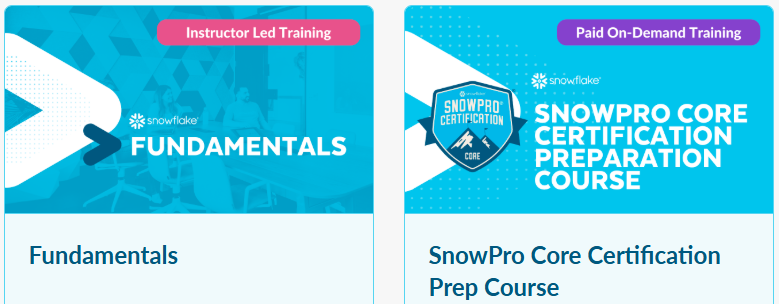 Instructor Led Training
snowflake®
FUNDAMENTALS
Fundamentals
Paid On-Demand Training
snowflake®
SNOWPRO®
CERTIFICATION
CORE
SNOWPRO CORE
CERTIFICATION
PREPARATION
COURSE
SnowPro Core Certification
Prep Course